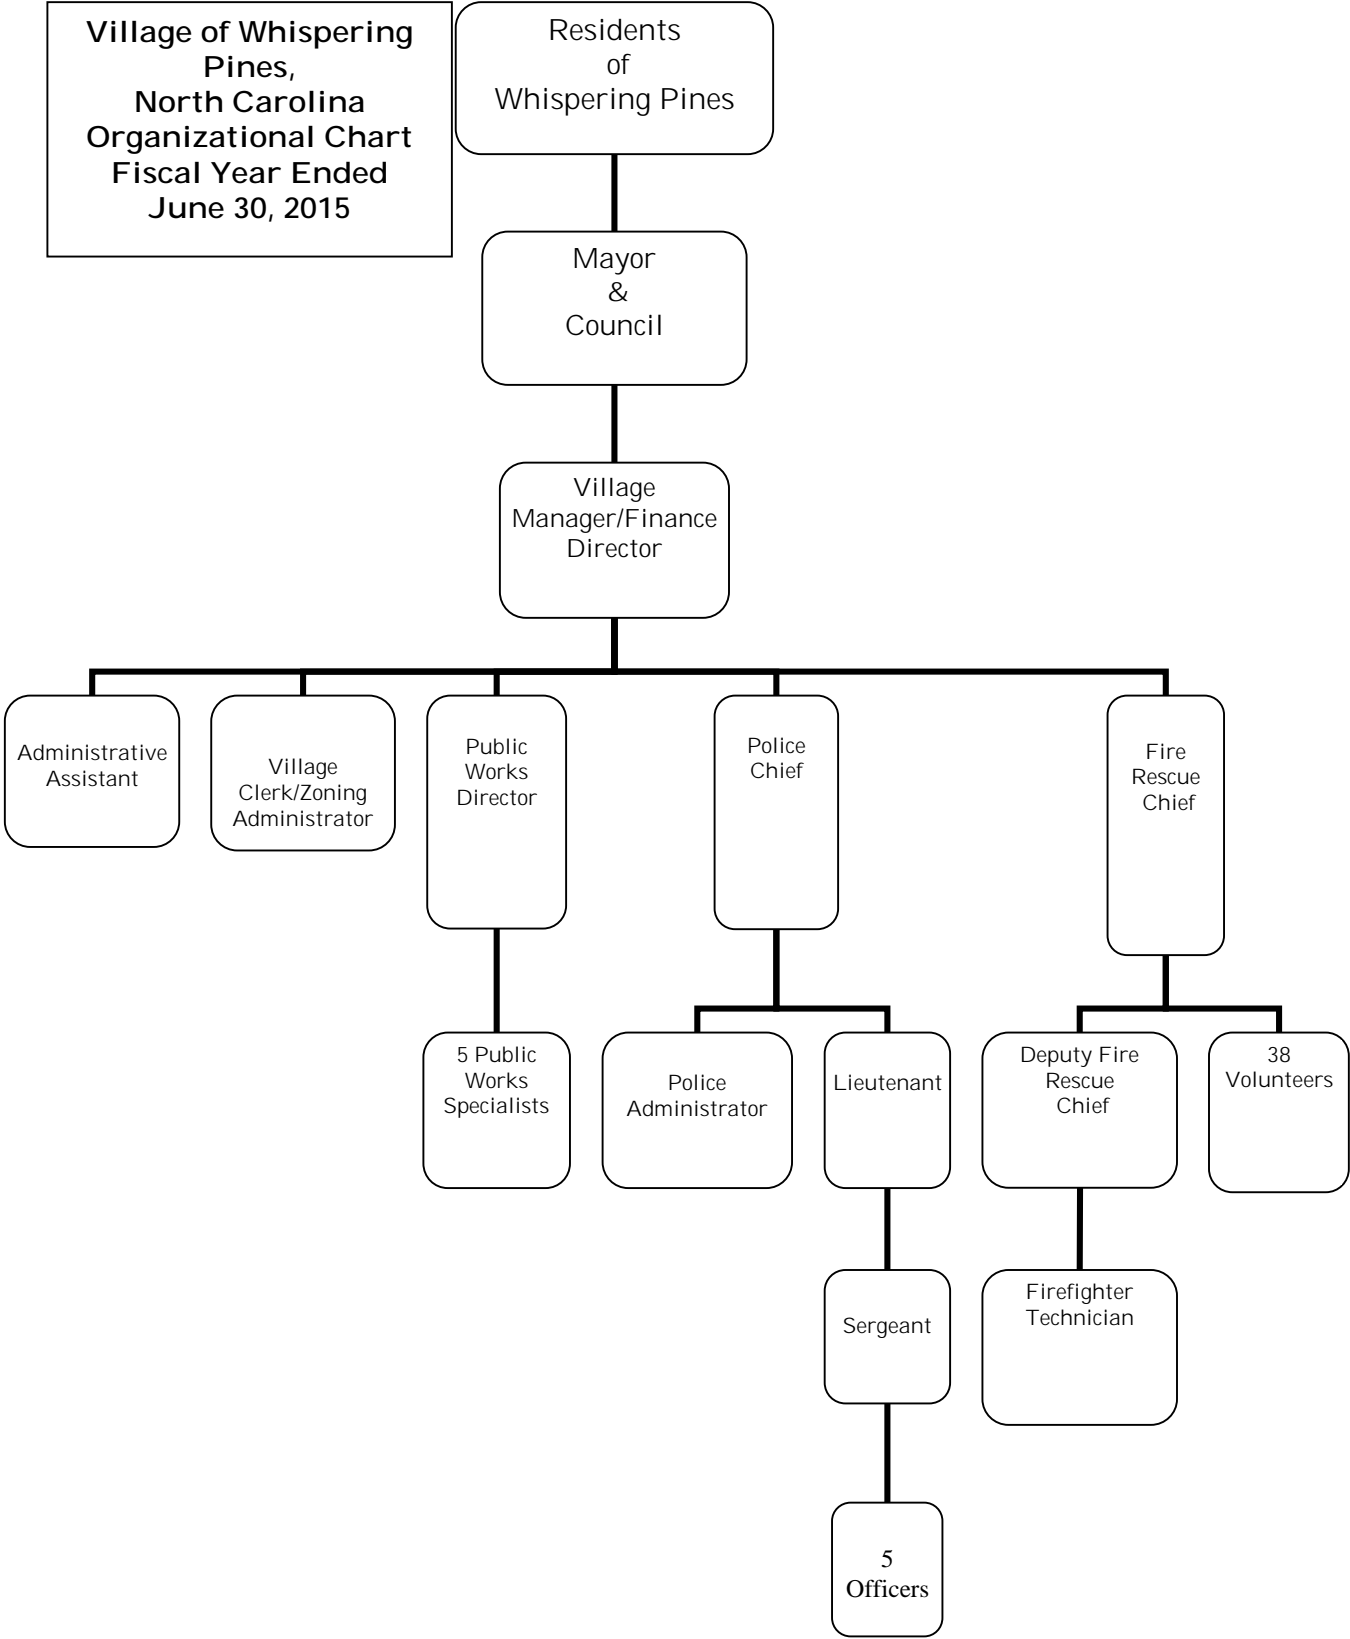 Village of Whispering
Pines,
North Carolina
Organizational Chart
Fiscal Year Ended
June 30, 2015
Residents
of
Whispering Pines
Mayor
&
Council
Village
Manager/Finance
Director
Administrative
Assistant
Village
Clerk/Zoning
Administrator
Public
Works
Director
Police
Chief
Fire
Rescue
Chief
5 Public
Works
Specialists
Police
Administrator
Lieutenant
Deputy Fire
Rescue
Chief
38
Volunteers
Sergeant
Firefighter
Technician
5
Officers